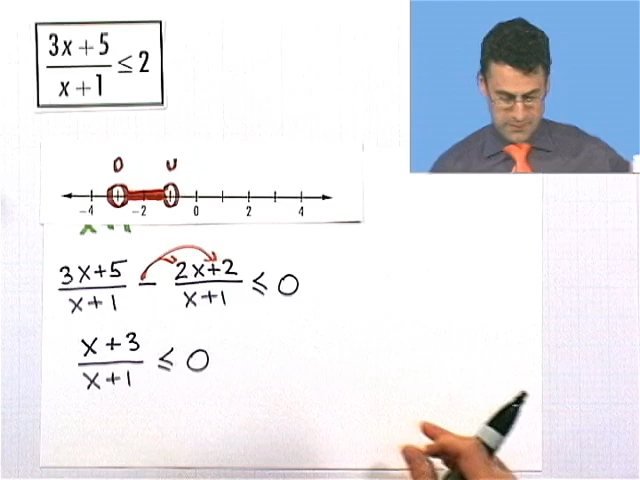 3x + 5
x + 1
≤ 2
0 U
-4 -2 0 2 4
3x+5 / x+1 - 2x+2 / x+1 ≤ 0
x+3 / x+1 ≤ 0